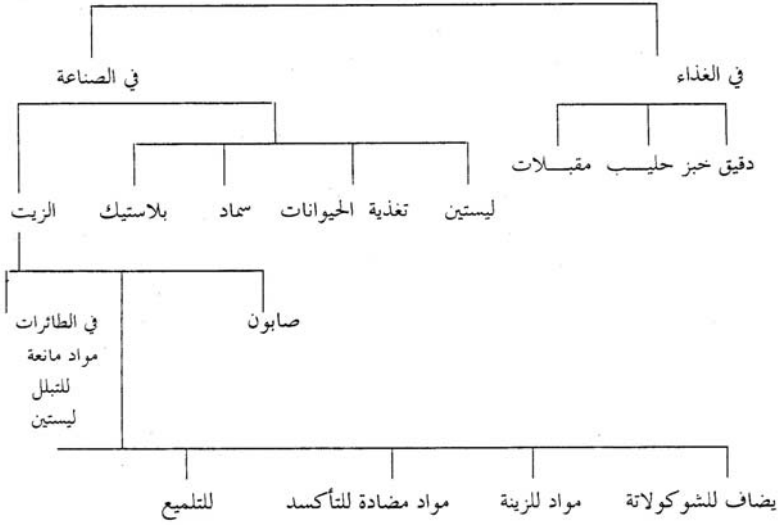 في الغذاء
في الصناعة
دقيق خبز حليب مقبلات
ليستين
تغذية الحيوانات
سماد
بلاستيك
الزيت
صابون
في الطائرات
مواد مانعة
للتبلل
ليستين
يضاف للشوكولاتة
مواد للزينة
مواد مضادة للتأكسد
للتلميع